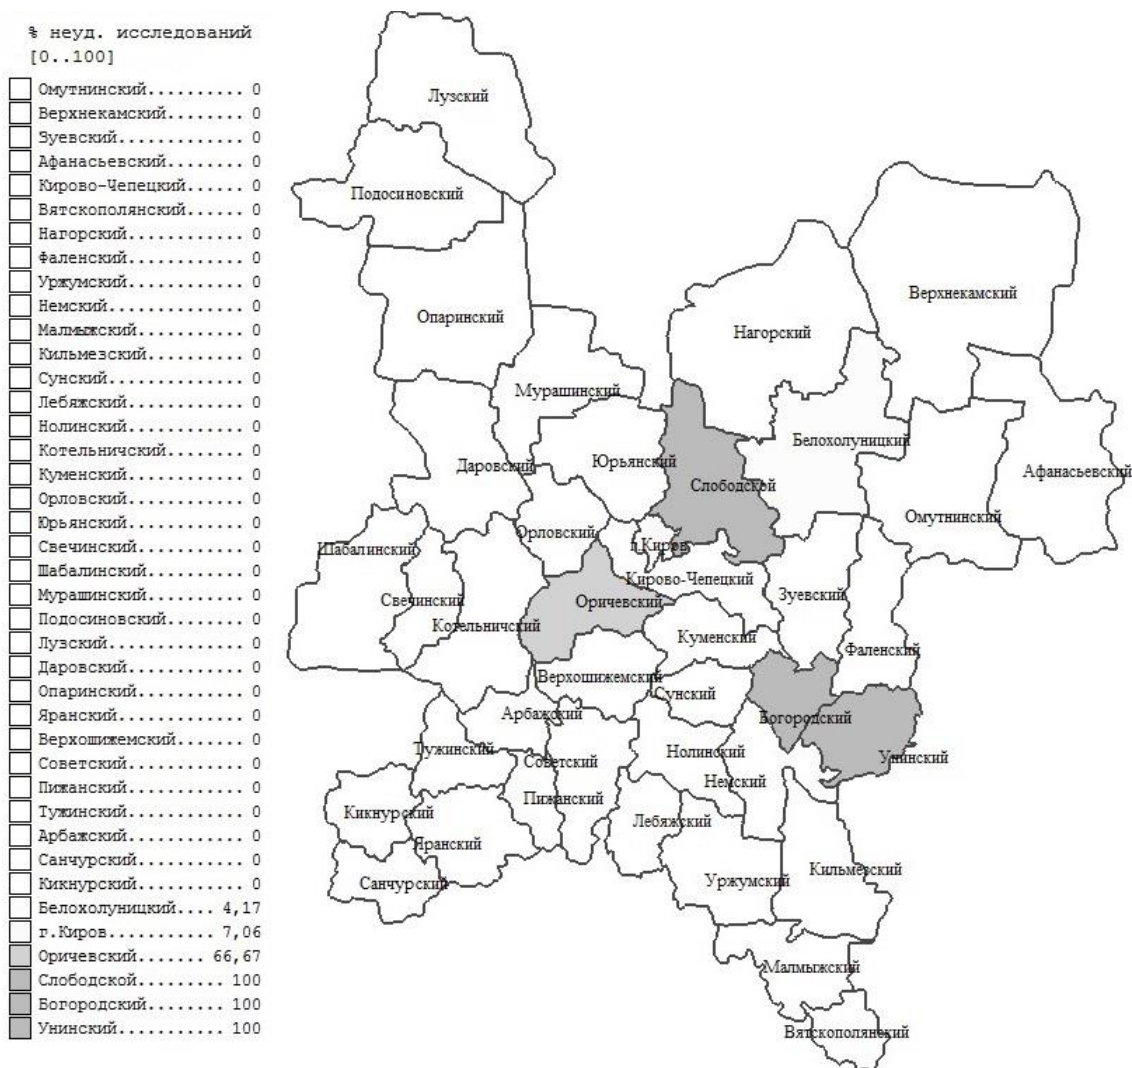 % неуд. исследований
[0..100]
Омутнинский.......... 0
Верхнекамский........ 0
Зуевский............. 0
Афанасьевский........ 0
Кирово-Чепецкий...... 0
Вятскополянский...... 0
Нагорский............ 0
Фаленский............ 0
Уржумский............ 0
Немский.............. 0
Малмыжский........... 0
Кильмезский.......... 0
Сунский.............. 0
Лебяжский............ 0
Нолинский............ 0
Котельничский........ 0
Куменский............ 0
Орловский............ 0
Юрьянский............ 0
Свечинский........... 0
Шабалинский.......... 0
Мурашинский.......... 0
Подосиновский........ 0
Лузский.............. 0
Даровский............ 0
Опаринский........... 0
Яранский............. 0
Верхошижемский....... 0
Советский............ 0
Пижанский............ 0
Тужинский............ 0
Арбажский............ 0
Санчурский........... 0
Кикнурский........... 0
Белохолуницкий.... 4,17
г.Киров........... 7,06
Оричевский....... 66,67
Слободской......... 100
Богородский........ 100
Унинский........... 100
Лузский
Подосиновский
Верхнекамский
Опаринский
Нагорский
Мурашинский
Белохолуницкий
Юрьянский
Даровский
Афанасьевский
Слободской
Омутнинский
Орловский
г.Киров
Шабалинский
Кирово-Чепецкий
Зуевский
Свечинский
Оричевский
Котельничский
Куменский
Фаленский
Верхошижемский
Сунский
Арбажский
Богородский
Тужинский
Нолинский
Унинский
Советский
Немский
Пижанский
Кикнурский
Лебяжский
Яранский
Кильмезский
Санчурский
Уржумский
Малмыжский
Вятскополянский